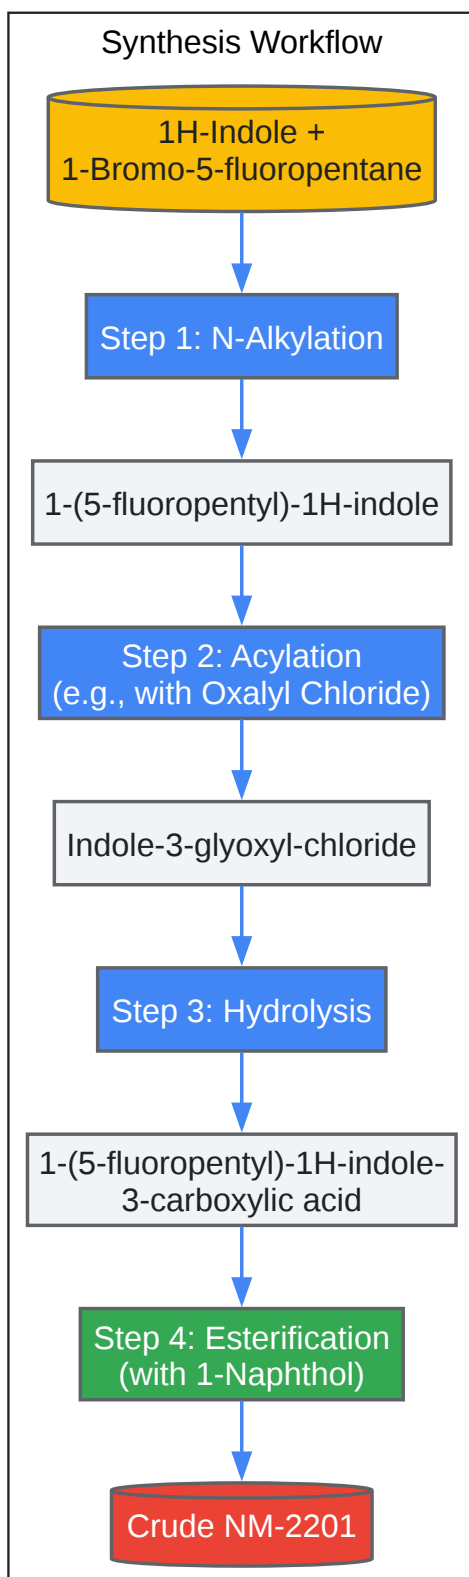 Synthesis Workflow
1H-Indole +
1-Bromo-5-fluoropentane
Step 1: N-Alkylation
1-(5-fluoropentyl)-1H-indole
Step 2: Acylation
(e.g., with Oxalyl Chloride)
Indole-3-glyoxyl-chloride
Step 3: Hydrolysis
1-(5-fluoropentyl)-1H-indole-
3-carboxylic acid
Step 4: Esterification
(with 1-Naphthol)
Crude NM-2201